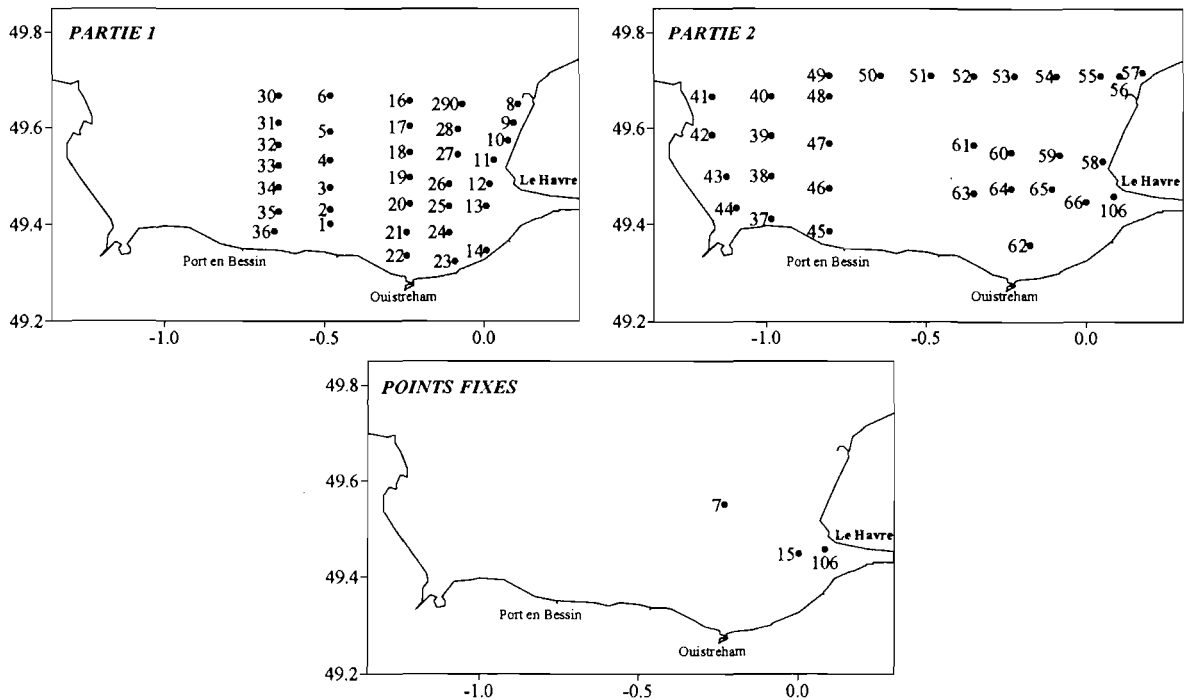 PARTIE 1
49.8
49.6
49.4
49.2
30 6 16 290 8
31 5 17 28 9
32 4 18 27 10
33 19 11
34 3 26 12
35 2 20 25 13
36 1 21 24
22 23 14
Le Havre
Port en Bessin
Ouistreham
-1.0 -0.5 0.0
PARTIE 2
49.8
49.6
49.4
49.2
49 50 51 52 53 54 55 57
56
41 40 48
42 39 47 61 60 59 58
43 38 46 63 64 65
44 37 45 66 106
62
Le Havre
Port en Bessin
Ouistreham
-1.0 -0.5 0.0
POINTS FIXES
49.8
49.6
49.4
49.2
7
15 106
Le Havre
Port en Bessin
Ouistreham
-1.0 -0.5 0.0